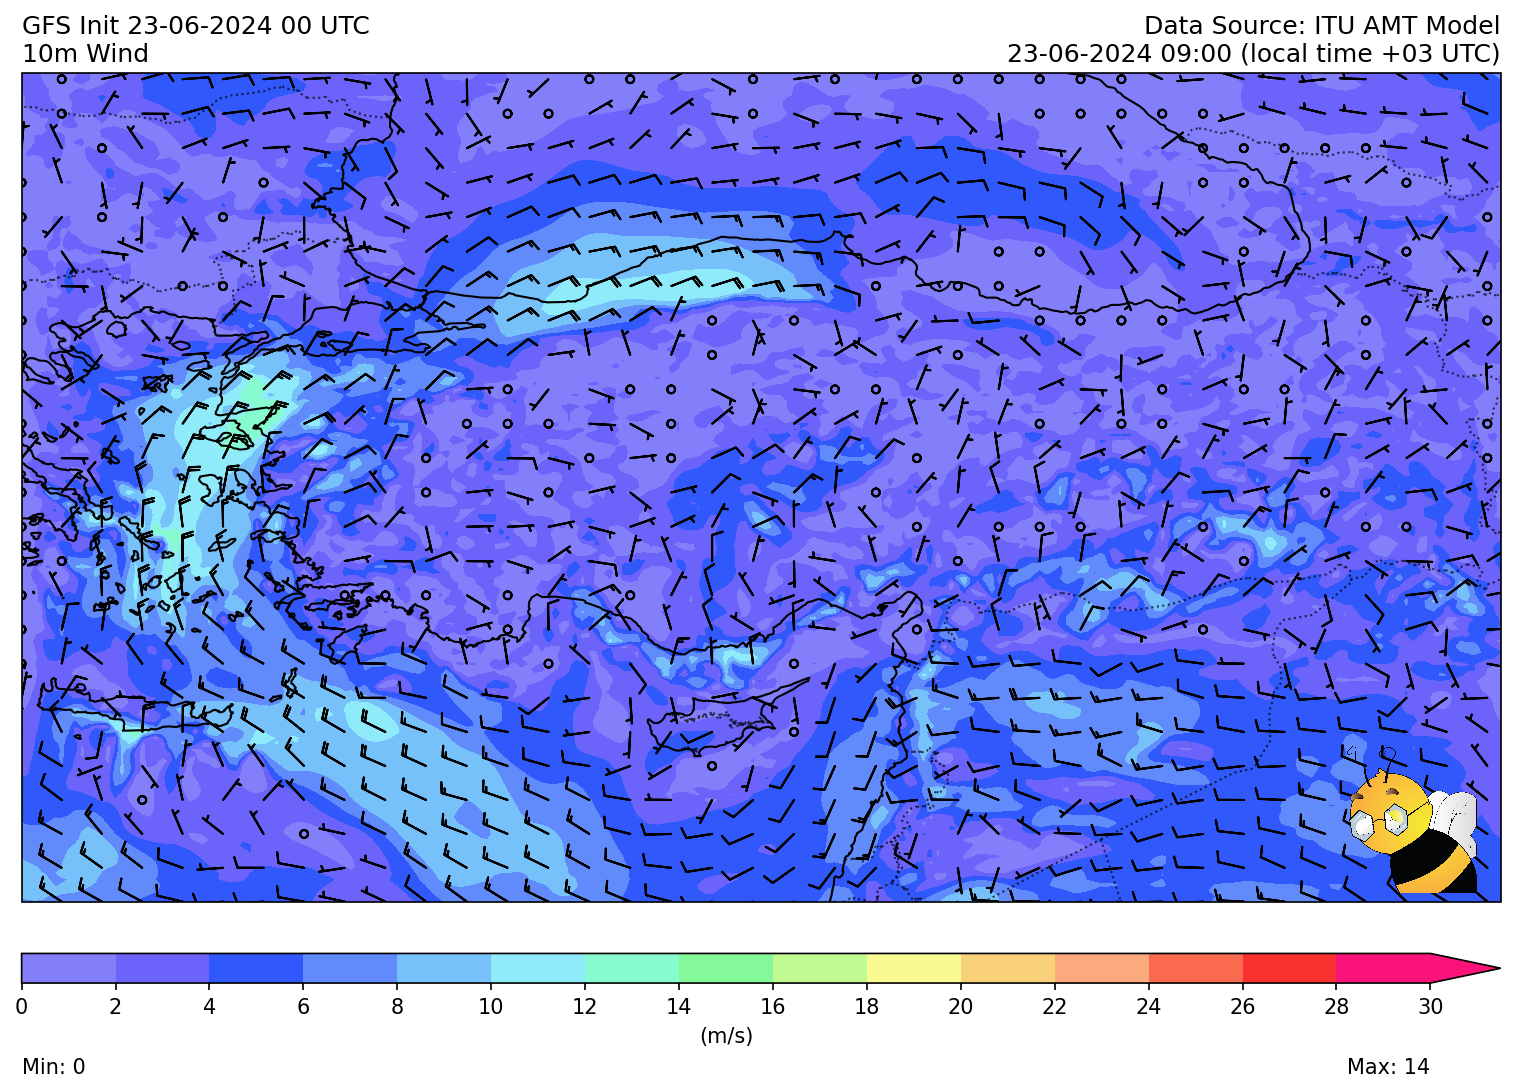 GFS Init 23-06-2024 00 UTC
Data Source: ITU AMT Model
10m Wind
23-06-2024 09:00 (local time +03 UTC)
0 2 4 6 8 10 12 14 16 18 20 22 24 26 28 30
(m/s)
Min: 0
Max: 14